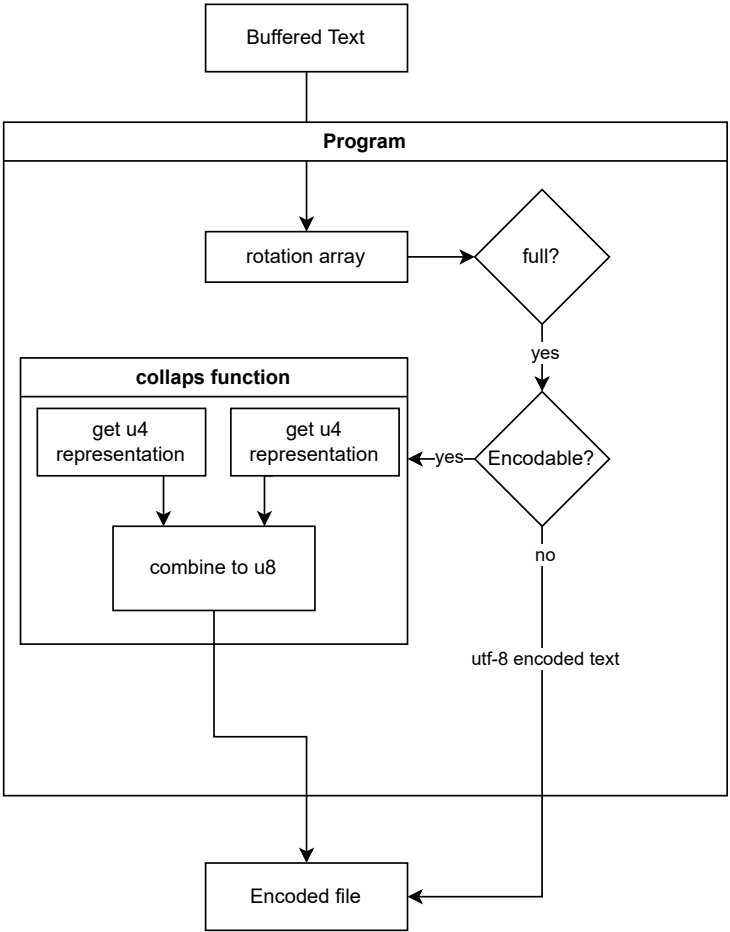 Buffered Text
Program
rotation array
full?
yes
collaps function
get u4
representation
get u4
representation
yes
Encodable?
combine to u8
no
utf-8 encoded text
Encoded file